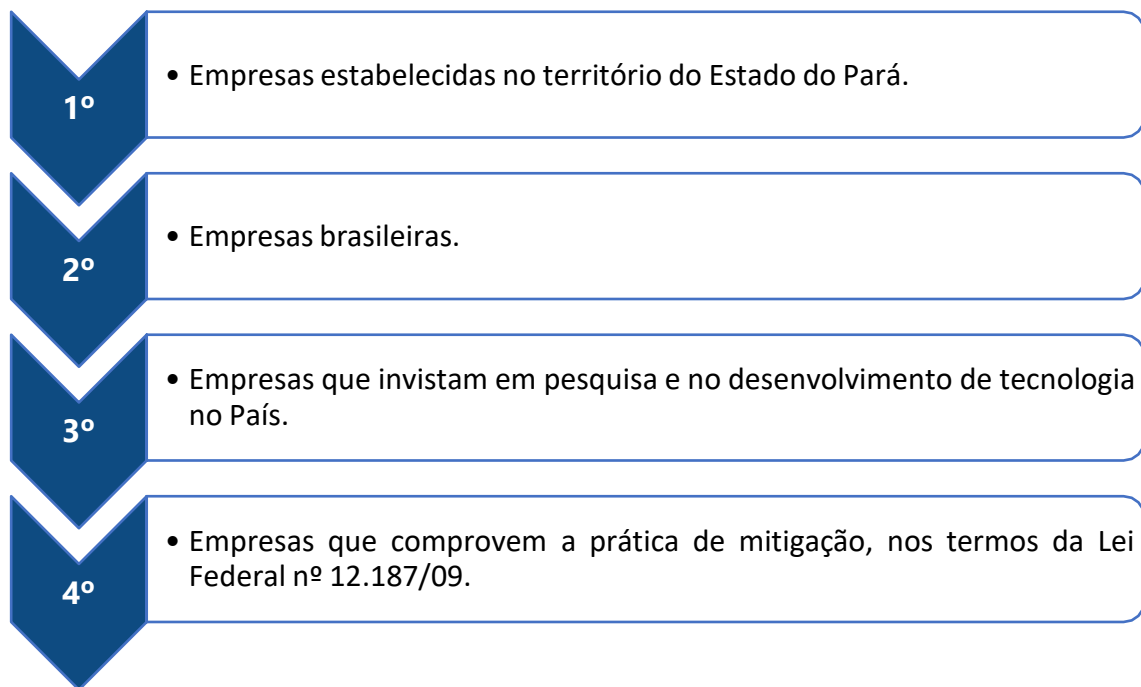 1º
• Empresas estabelecidas no território do Estado do Pará.
2º
• Empresas brasileiras.
3º
• Empresas que invistam em pesquisa e no desenvolvimento de tecnologia
no País.
4º
• Empresas que comprovem a prática de mitigação, nos termos da Lei
Federal nº 12.187/09.